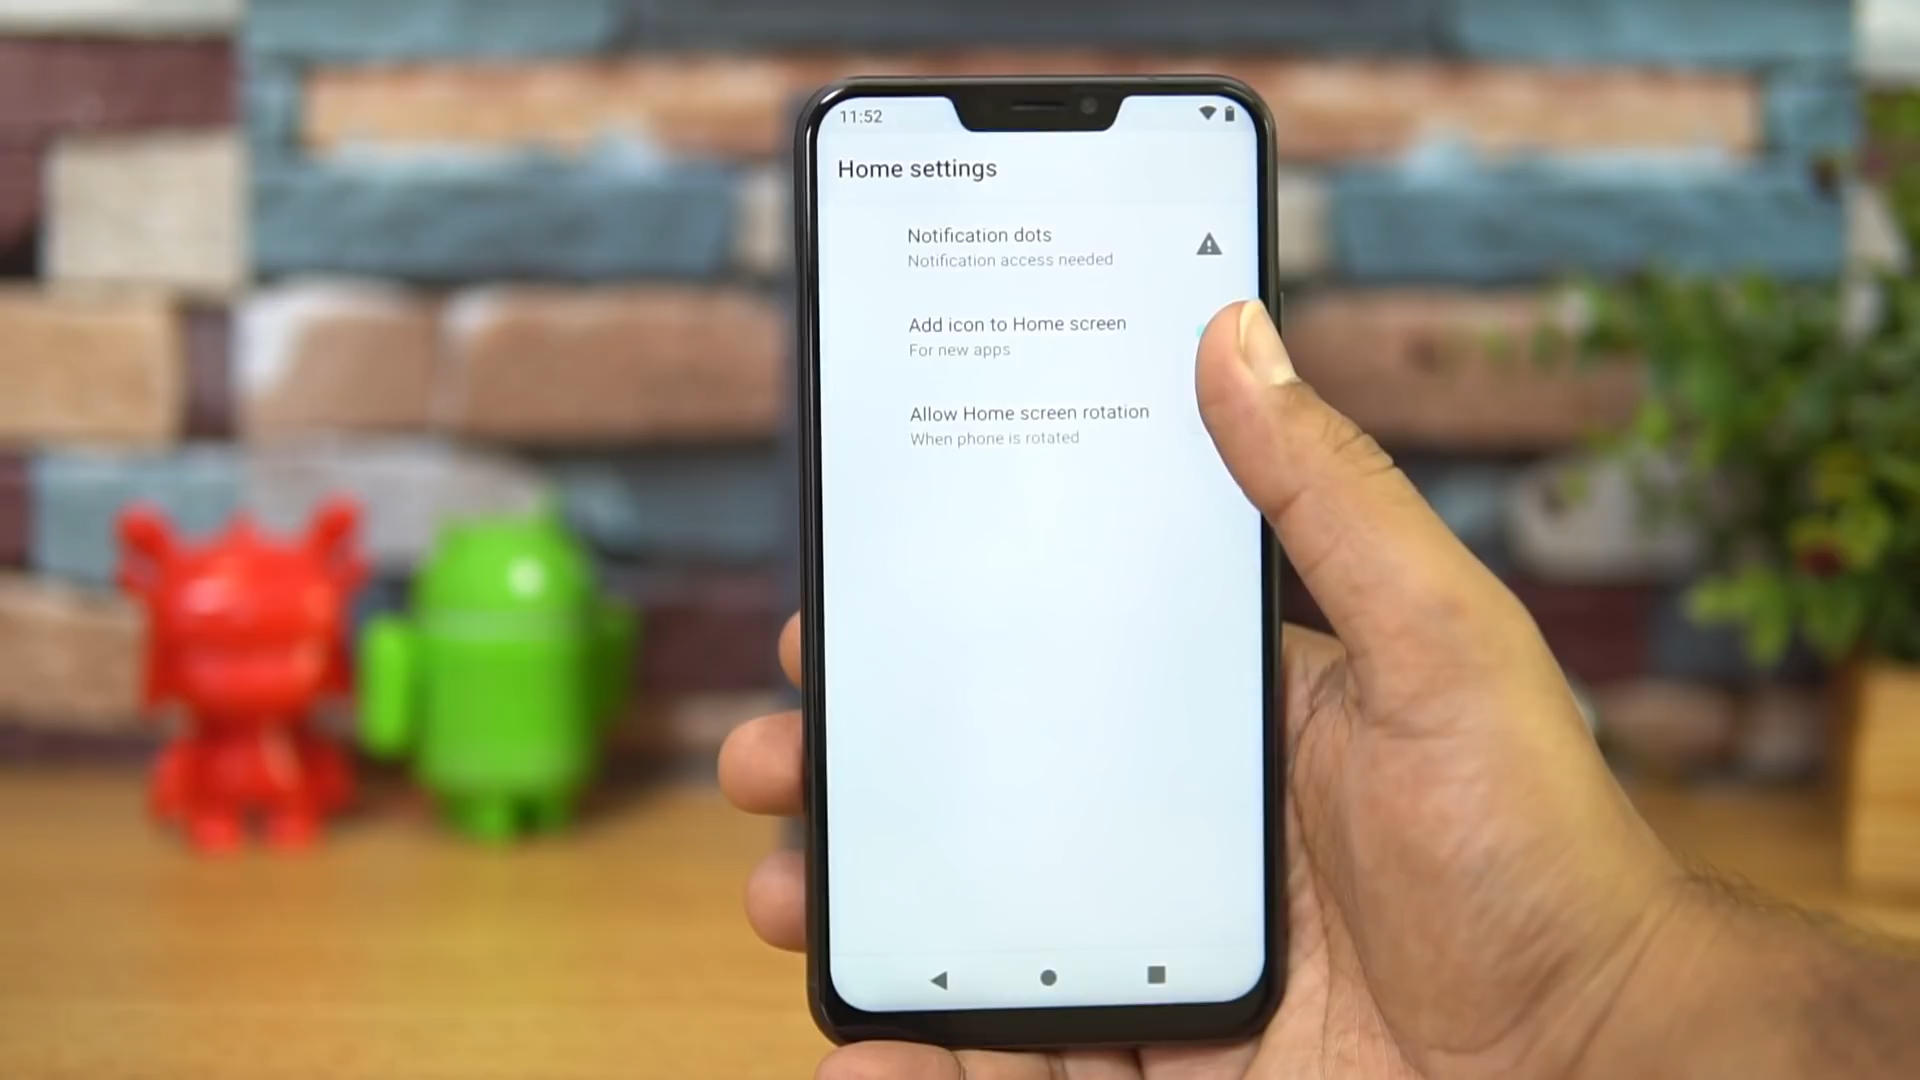 11:52
Home settings
Notification dots
Notification access needed
Add icon to Home screen
For new apps
Allow Home screen rotation
When phone is rotated